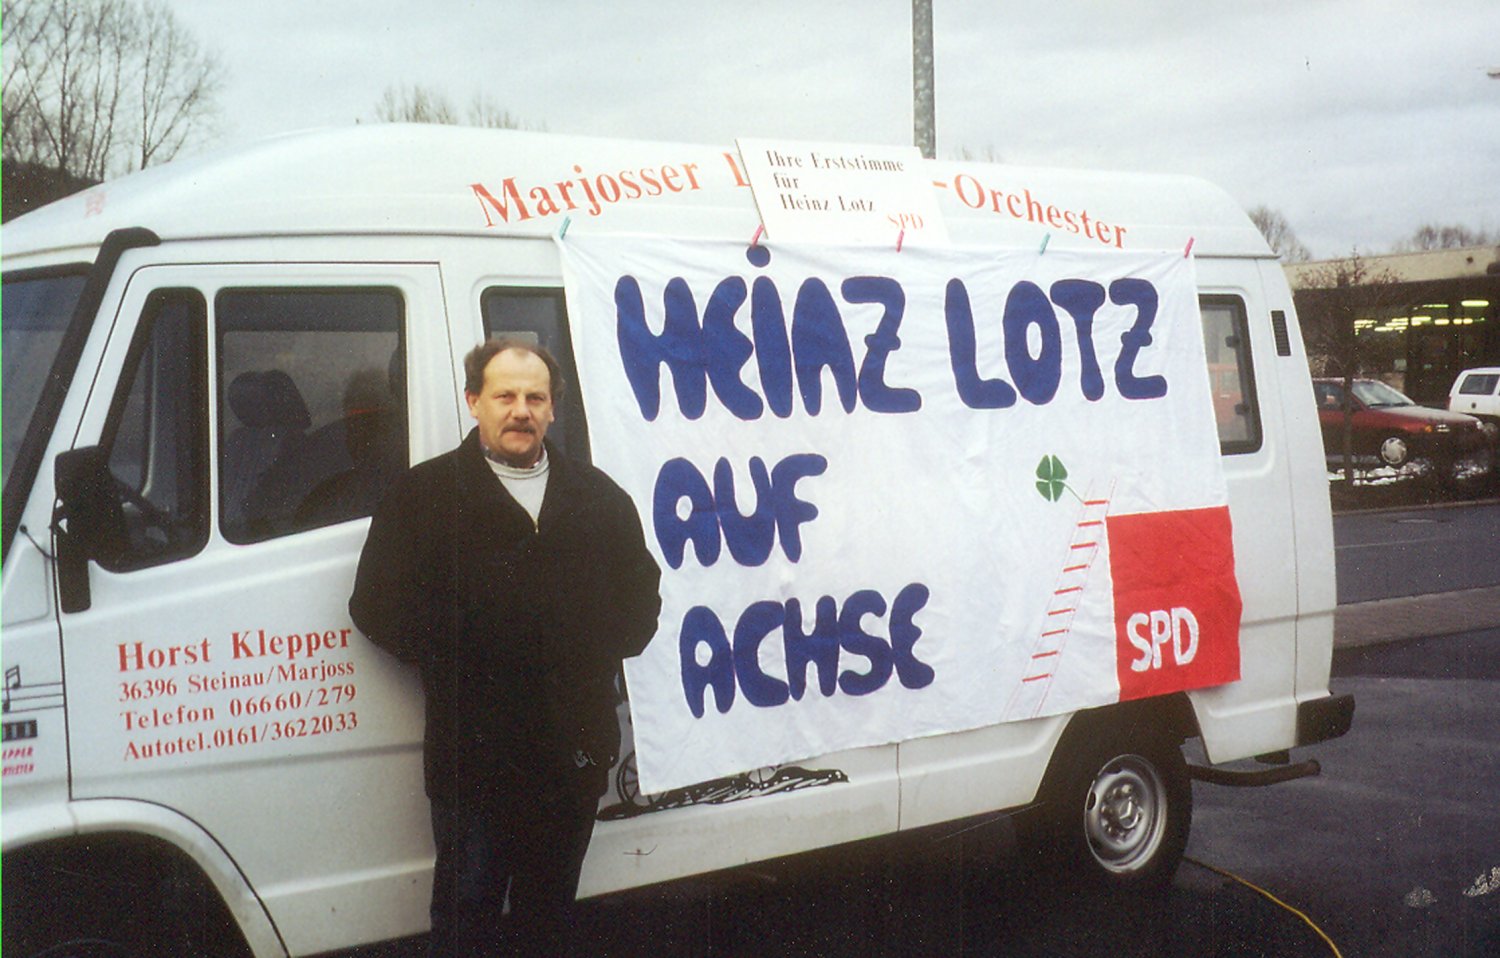 Marjosser
-Orchester
Ihre Erststimme
für
Heinz Lotz
SPD
HEINZ LOTZ
AUF
ACHSE
SPD
Horst Klepper
36396 Steinau/Marjoss
Telefon 06660/279
Autotel.0161/3622033